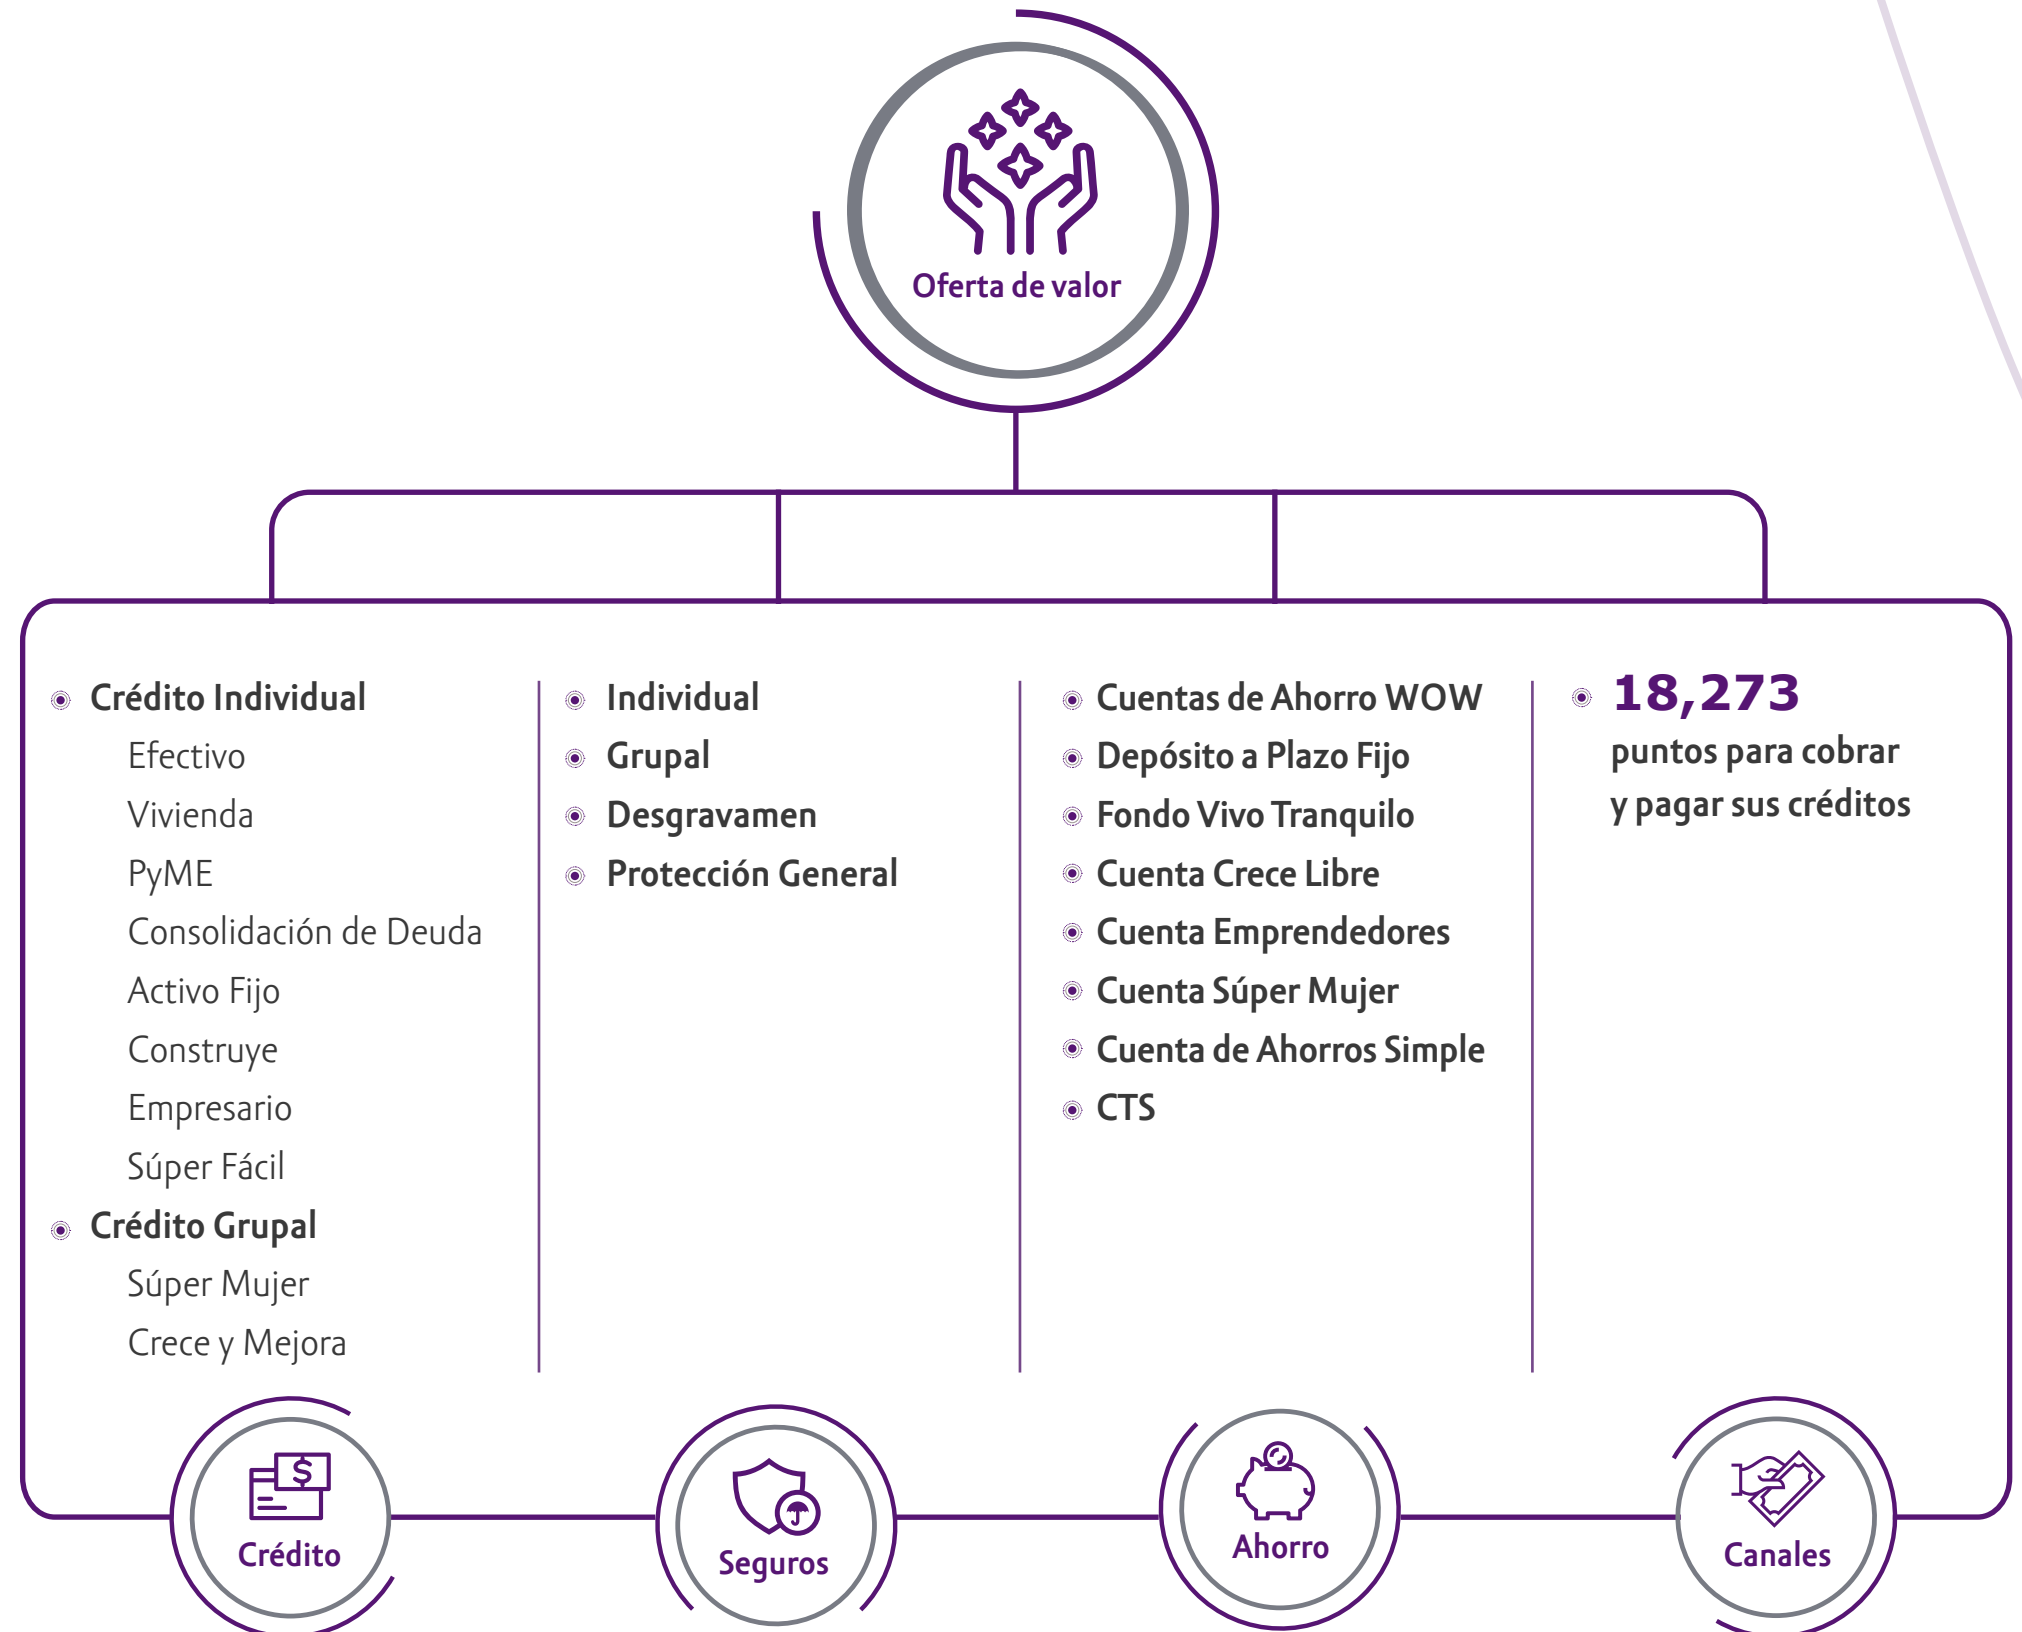 Oferta de valor
Crédito Individual
Efectivo
Vivienda
PyME
Consolidación de Deuda
Activo Fijo
Construye
Empresario
Súper Fácil
Crédito Grupal
Súper Mujer
Crece y Mejora
Crédito
Individual
Grupal
Desgravamen
Protección General
Seguros
Cuentas de Ahorro WOW
Depósito a Plazo Fijo
Fondo Vivo Tranquilo
Cuenta Crece Libre
Cuenta Emprendedores
Cuenta Súper Mujer
Cuenta de Ahorros Simple
CTS
Ahorro
18,273
puntos para cobrar
y pagar sus créditos
Canales